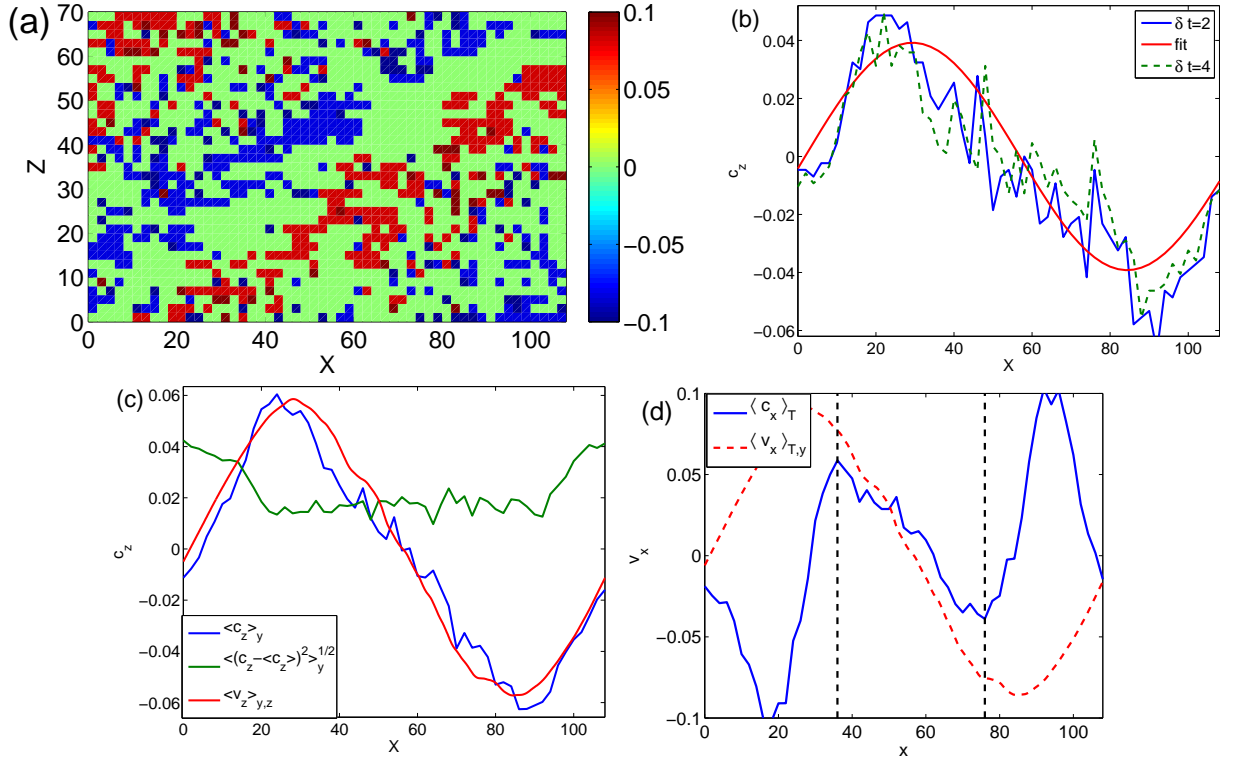 (a)
70
60
50
40
30
20
10
0
Z
0
20
40
60
80
100
X
0.1
0.05
0
−0.05
−0.1
(b)
0.04
0.02
0
−0.02
−0.04
−0.06
c_z
0
20
40
60
80
100
X
δ t=2
fit
δ t=4
(c)
0.06
0.04
0.02
0
−0.02
−0.04
−0.06
c_z
0
20
40
60
80
100
X
<c_z>_y
<(c_z−<c_z>)^2>_y^{1/2}
<v_z>_{y,z}
(d)
0.1
0.05
0
−0.05
−0.1
v_x
0
20
40
60
80
100
x
⟨ c_x ⟩_T
⟨ v_x ⟩_{T,y}